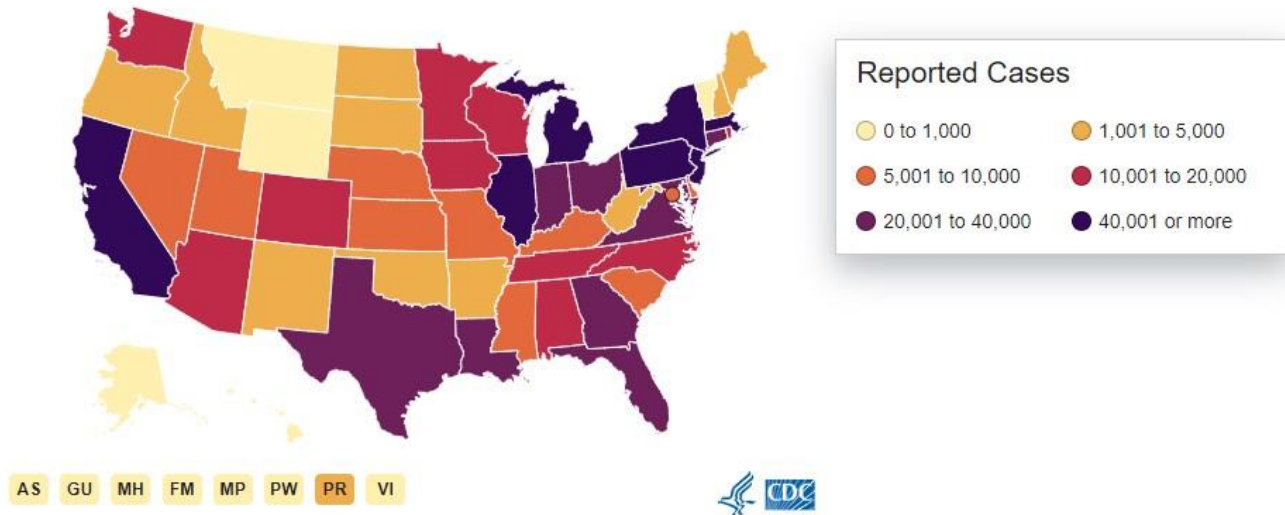 Reported Cases
0 to 1,000
1,001 to 5,000
5,001 to 10,000
10,001 to 20,000
20,001 to 40,000
40,001 or more
AS GU MH FM MP PW PR VI
CDC